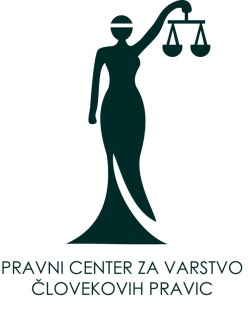 PRAVNI CENTER ZA VARSTVO
ČLOVEKOVIH PRAVIC